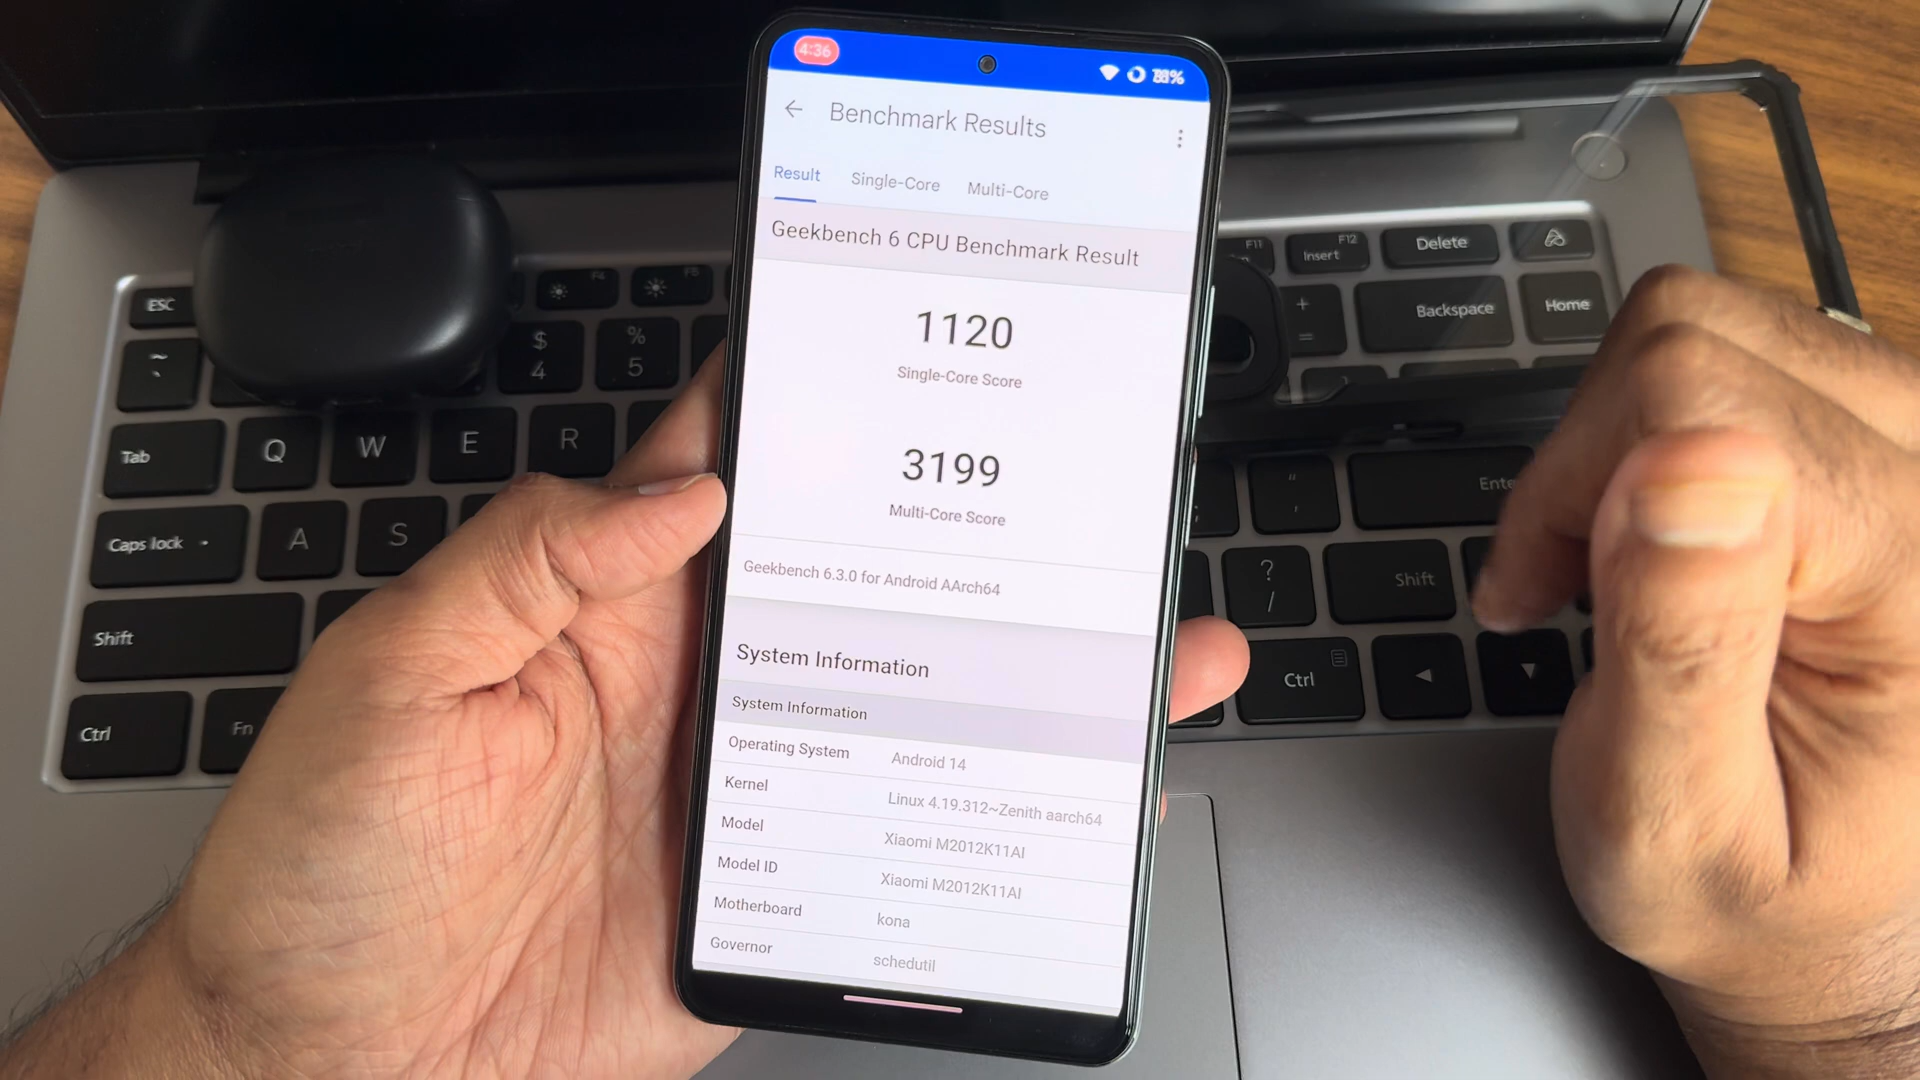 4:36
Benchmark Results
Result Single-Core Multi-Core
Geekbench 6 CPU Benchmark Result
1120
Single-Core Score
3199
Multi-Core Score
Geekbench 6.3.0 for Android AArch64
System Information
System Information
Operating System Android 14
Kernel Linux 4.19.312~Zenith aarch64
Model Xiaomi M2012K11AI
Model ID Xiaomi M2012K11AI
Motherboard kona
Governor schedutil
ESC F4 F5 F11 F12 Insert Delete
~ ` $ 4 % 5 + = Backspace Home
Tab Q W E R
Caps lock A S " ' Enter
Shift ? / Shift
Ctrl Fn Ctrl ◄ ▼